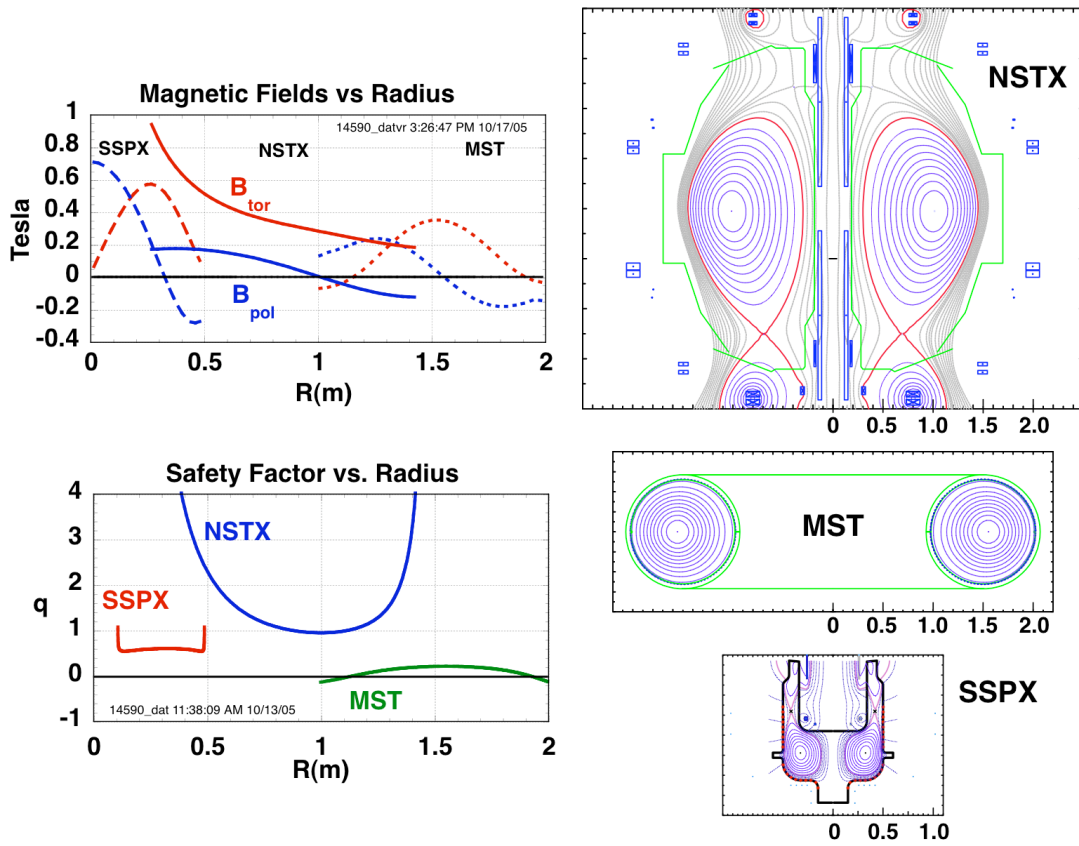 Magnetic Fields vs Radius
14590_datvr 3:26:47 PM 10/17/05
SSPX
NSTX
MST
B tor
B pol
Tesla
1
0.8
0.6
0.4
0.2
0
-0.2
-0.4
0 0.5 1 1.5 2
R(m)
Safety Factor vs. Radius
NSTX
SSPX
MST
q
4
3
2
1
0
-1
14590_dat 11:38:09 AM 10/13/05
0 0.5 1 1.5 2
R(m)
NSTX
0 0.5 1.0 1.5 2.0
MST
0 0.5 1.0 1.5 2.0
SSPX
0 0.5 1.0